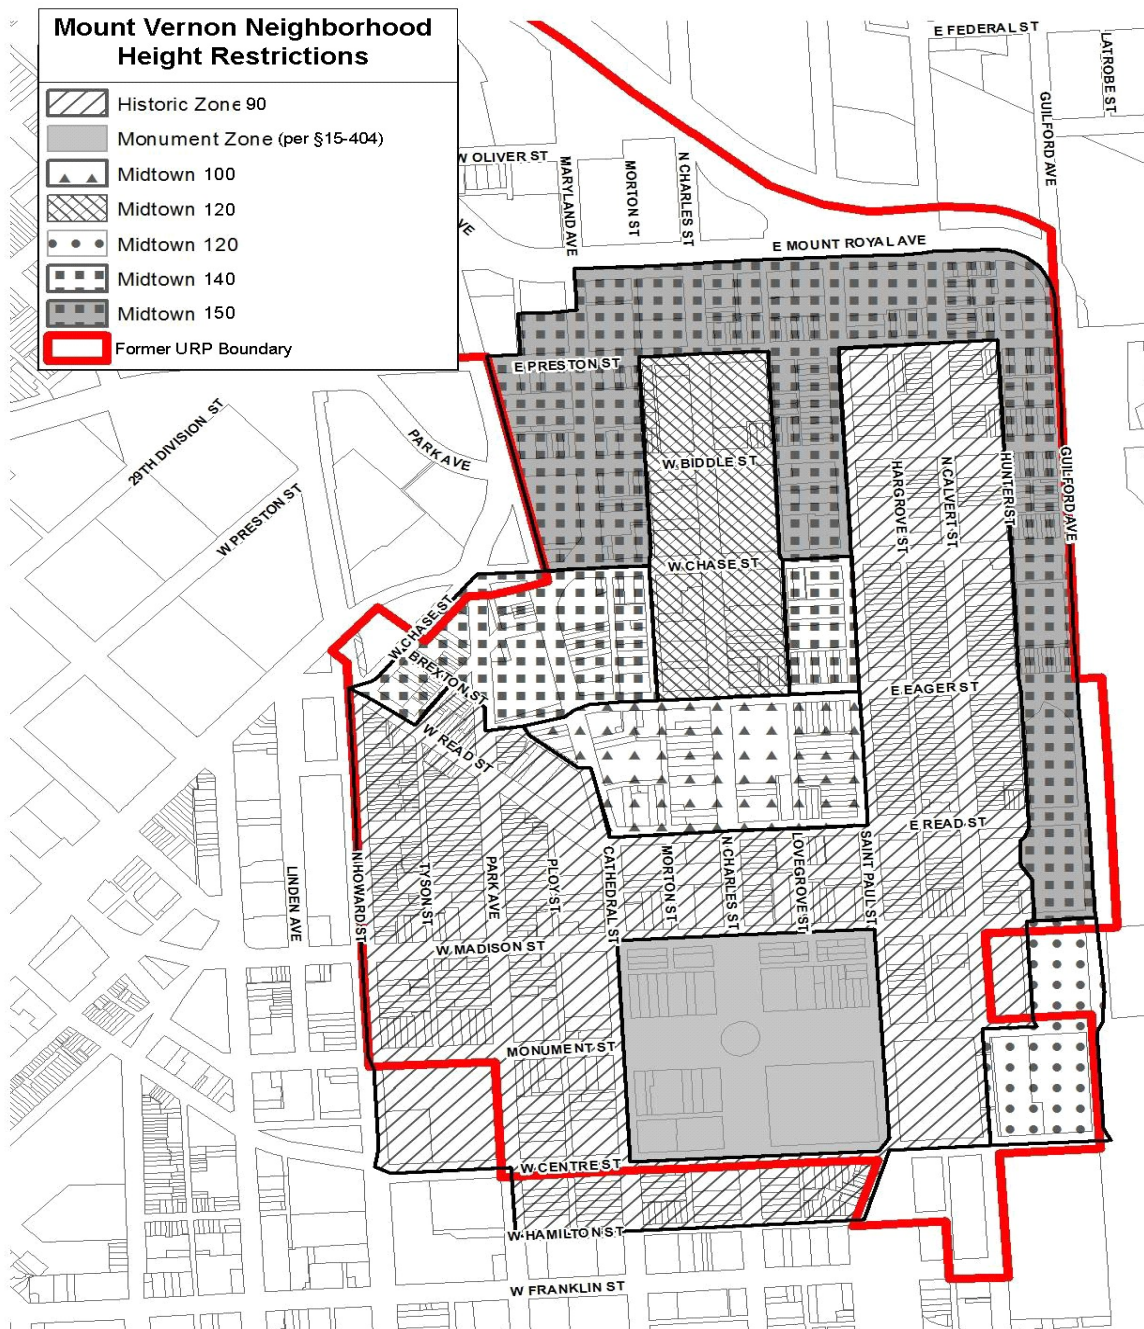 Mount Vernon Neighborhood
Height Restrictions
Historic Zone 90
Monument Zone (per §15-404)
Midtown 100
Midtown 120
Midtown 120
Midtown 140
Midtown 150
Former URP Boundary
E FEDERAL ST
LATROBE ST
GUILFORD AVE
W OLIVER ST
MARYLAND AVE
MORTON ST
N CHARLES ST
AVE
E MOUNT ROYAL AVE
E PRESTON ST
29TH DIVISION ST
PARK AVE
W PRESTON ST
W BIDDLE ST
HARGROVE ST
N CALVERT ST
HUNTER ST
GUILFORD AVE
W CHASE ST
W CHASE ST
BREXTON ST
E EAGER ST
W READ ST
E READ ST
LINDEN AVE
N HOWARD ST
TYSON ST
PARK AVE
PLOY ST
CATHEDRAL ST
MORTON ST
N CHARLES ST
LOVEGROVE ST
SAINT PAUL ST
W MADISON ST
MONUMENT ST
W CENTRE ST
W HAMILTON ST
W FRANKLIN ST